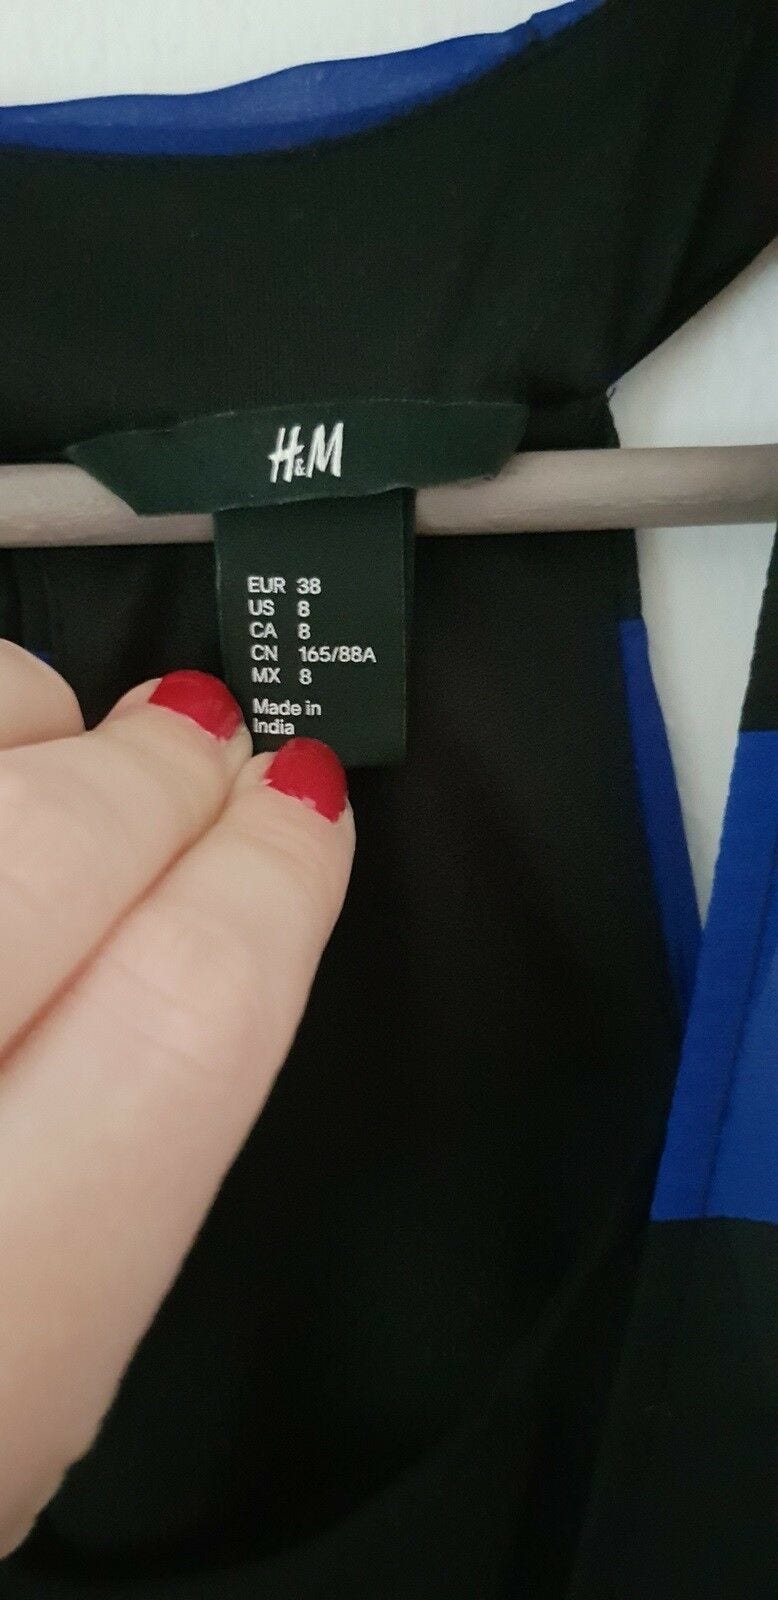 H&M
EUR 38
US 8
CA 8
CN 165/88A
MX 8
Made in
India